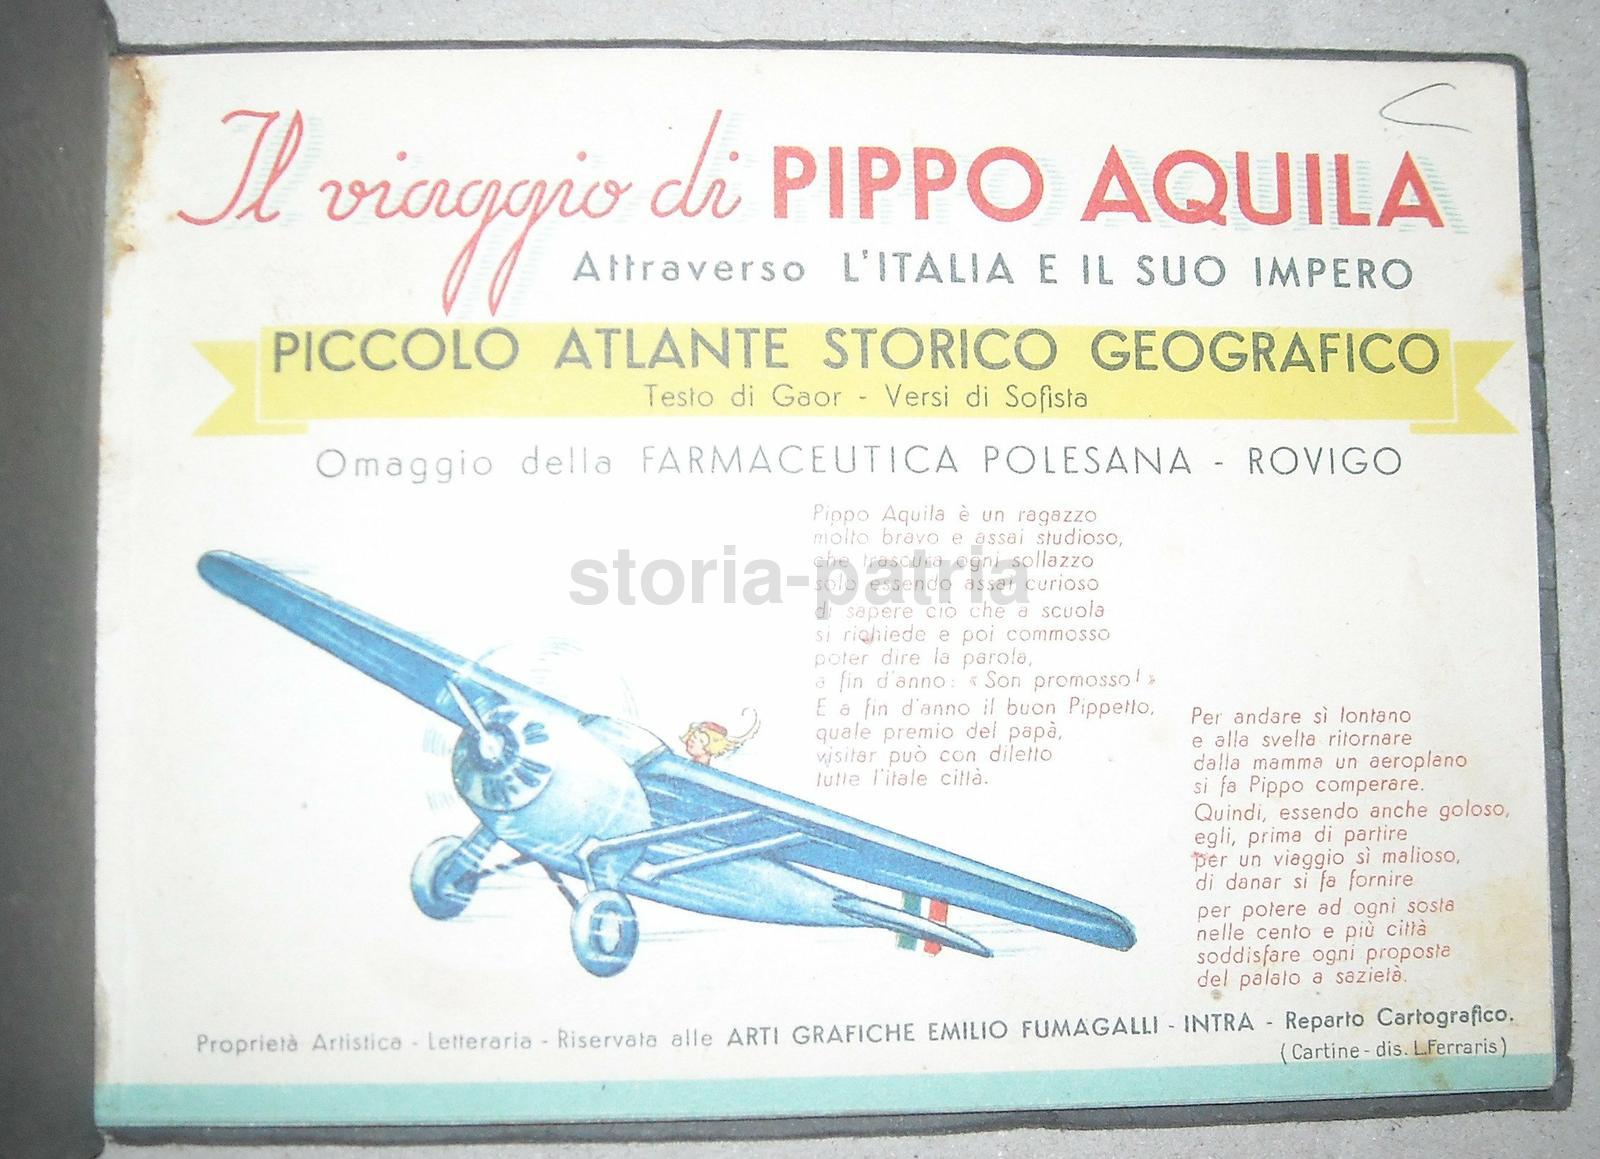 Il viaggio di PIPPO AQUILA
Attraverso L'ITALIA E IL SUO IMPERO
PICCOLO ATLANTE STORICO GEOGRAFICO
Testo di Gaor - Versi di Sofista
Omaggio della FARMACEUTICA POLESANA - ROVIGO
Pippo Aquila è un ragazzo
molto bravo e assai studioso,
che trascura ogni sollazzo
solo essendo assai curioso
di sapere ciò che a scuola
si richiede e poi commosso
poter dire la parola,
a fin d'anno: « Son promosso! »
E a fin d'anno il buon Pippetto,
quale premio del papà,
visitar può con diletto
tutte l'itale città.
storia-patria
Per andare sì lontano
e alla svelta ritornare
dalla mamma un aeroplano
si fa Pippo comperare.
Quindi, essendo anche goloso,
egli, prima di partire
per un viaggio sì malioso,
di danar si fa fornire
per potere ad ogni sosta
nelle cento e più città
soddisfare ogni proposta
del palato a sazietà.
Proprietà Artistica - Letteraria - Riservata alle ARTI GRAFICHE EMILIO FUMAGALLI - INTRA - Reparto Cartografico.
(Cartine - dis. L. Ferraris)